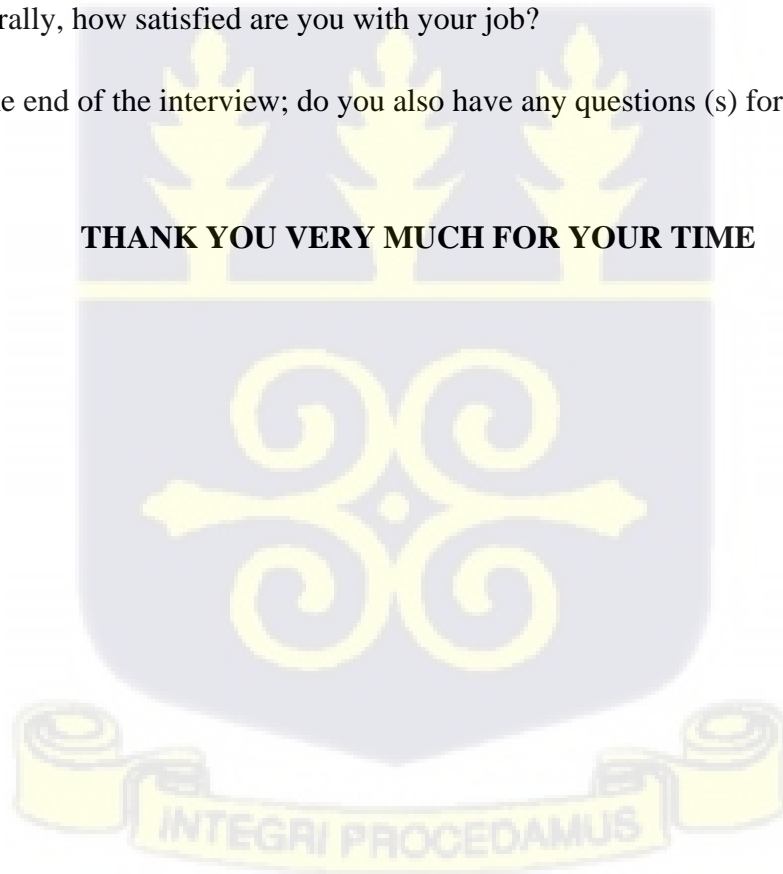 rally, how satisfied are you with your job?
e end of the interview; do you also have any questions (s) for
THANK YOU VERY MUCH FOR YOUR TIME
INTEGRI PROCEDAMUS